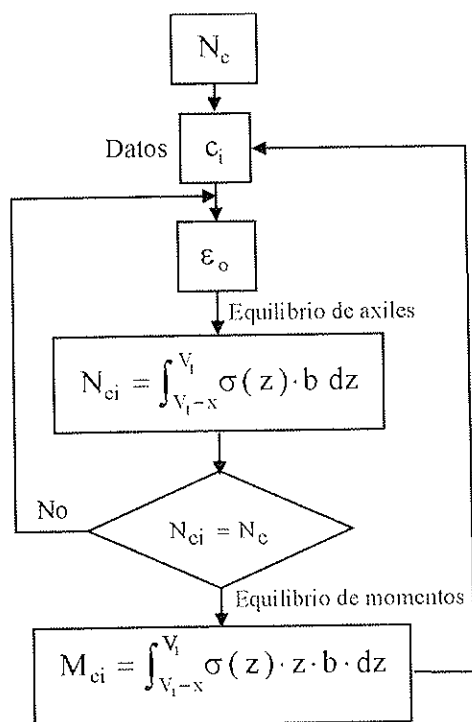 N_c
Datos
c_i
ε_o
Equilibrio de axiles
N_ci = ∫_{V_1-x}^{V_1} σ(z)·b dz
No
N_ci = N_c
Equilibrio de momentos
M_ci = ∫_{V_1-x}^{V_1} σ(z)·z·b·dz